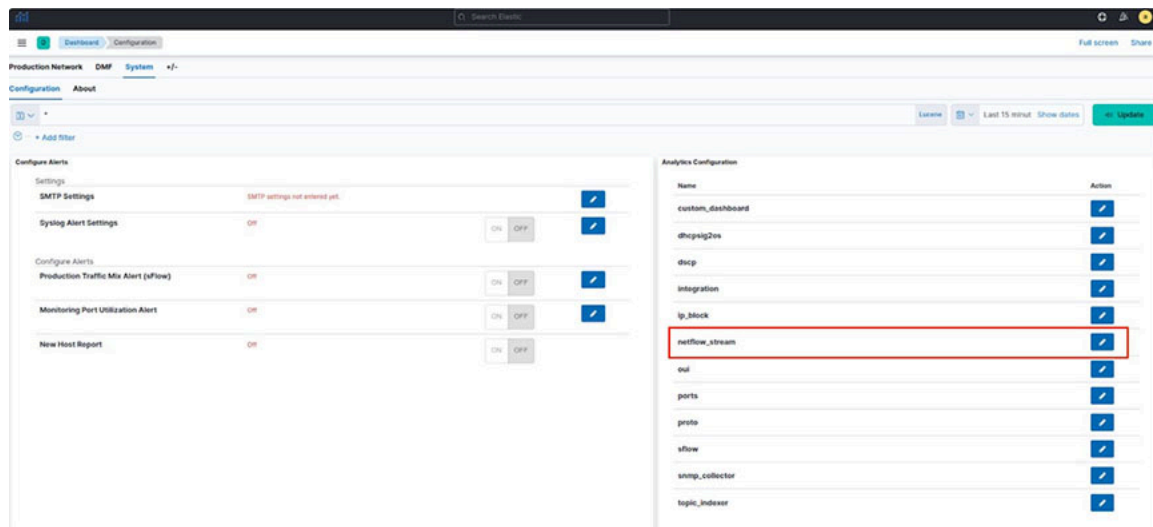 Search Elastic
D Dashboard Configuration Full screen Share
Production Network DMF System +/-
Configuration About
* Lucene Last 15 minut Show dates Update
+ Add filter
Configure Alerts
Settings
SMTP Settings SMTP settings not entered yet.
Syslog Alert Settings Off ON OFF
Configure Alerts
Production Traffic Mix Alert (sFlow) Off ON OFF
Monitoring Port Utilization Alert Off ON OFF
New Host Report Off ON OFF
Analytics Configuration
Name Action
custom_dashboard
dhcpsig2os
dscp
integration
ip_block
netflow_stream
oui
ports
proto
sflow
snmp_collector
topic_indexer